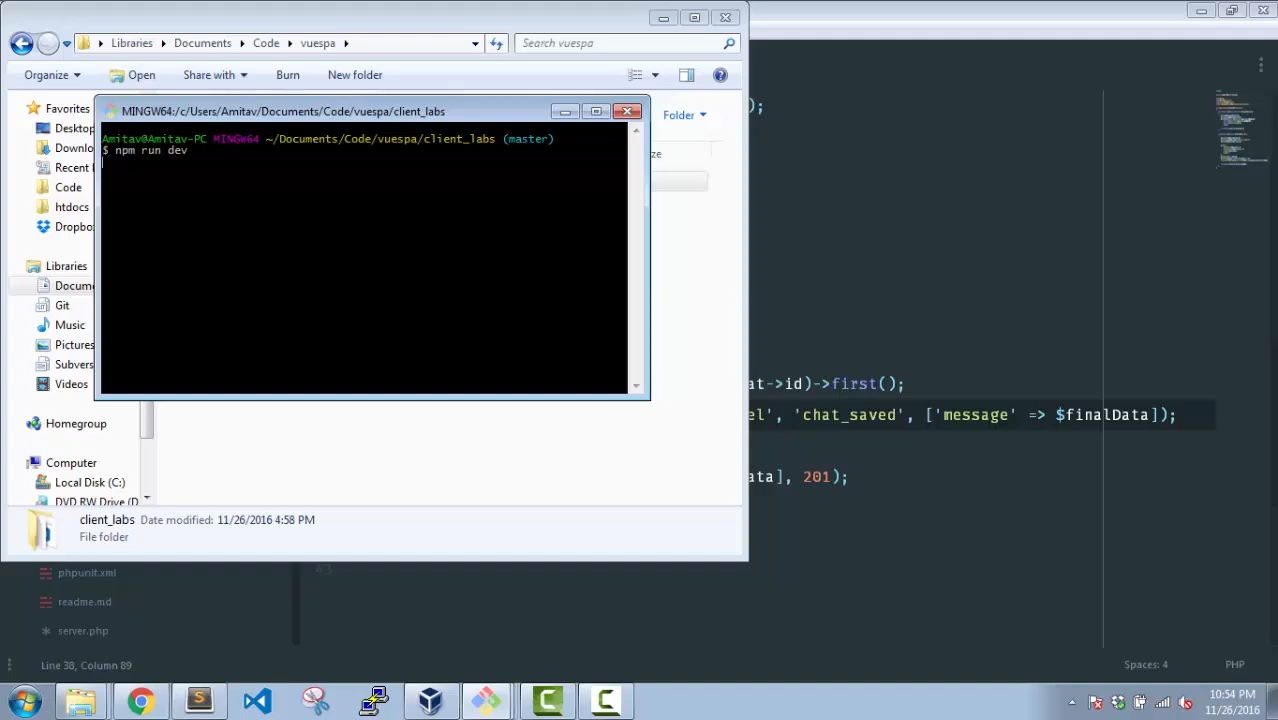 Libraries
Documents
Code
vuespa
Search vuespa
Organize
Open
Share with
Burn
New folder
Favorites
Desktop
Downlo
Recent
Code
htdocs
Dropbo
Libraries
Docume
Git
Music
Pictures
Subvers
Videos
Homegroup
Computer
Local Disk (C:)
DVD RW Drive (D
Folder
ze
MINGW64:/c/Users/Amitav/Documents/Code/vuespa/client_labs
Amitav@Amitav-PC MINGW64 ~/Documents/Code/vuespa/client_labs (master)
$ npm run dev
client_labs Date modified: 11/26/2016 4:58 PM
File folder
);
at->id)->first();
el', 'chat_saved', ['message' => $finalData]);
ata], 201);
43
phpunit.xml
readme.md
server.php
Line 38, Column 89
Spaces: 4
PHP
10:54 PM
11/26/2016